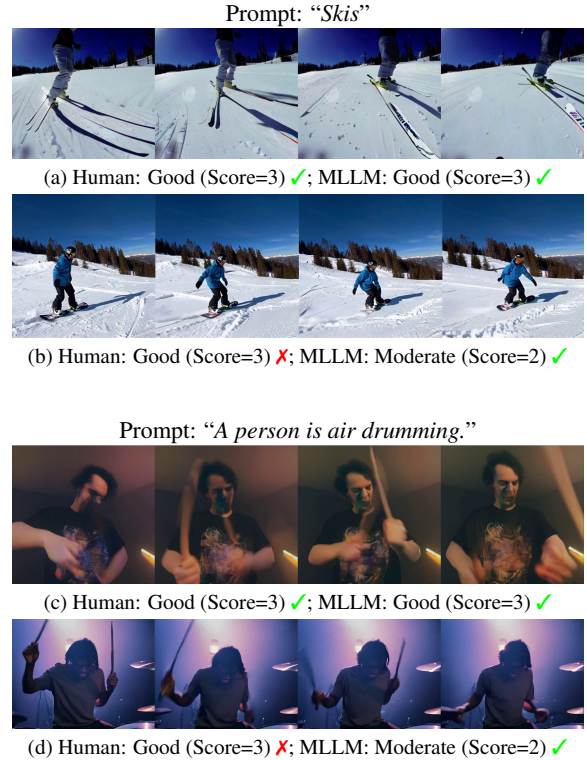 Prompt: “Skis”
(a) Human: Good (Score=3) ✓; MLLM: Good (Score=3) ✓
(b) Human: Good (Score=3) ✗; MLLM: Moderate (Score=2) ✓
Prompt: “A person is air drumming.”
(c) Human: Good (Score=3) ✓; MLLM: Good (Score=3) ✓
(d) Human: Good (Score=3) ✗; MLLM: Moderate (Score=2) ✓